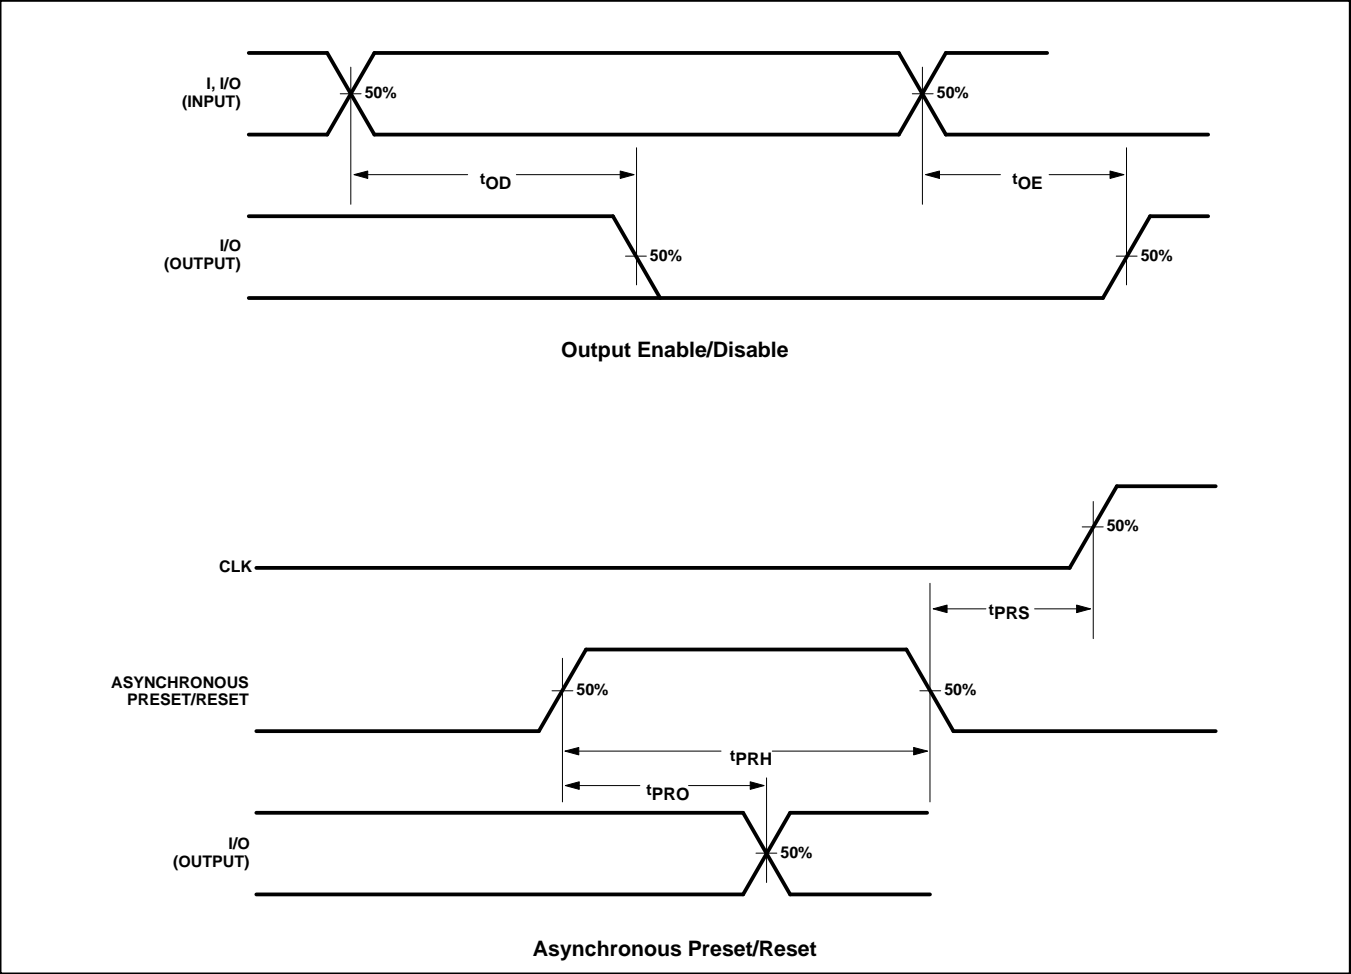 I, I/O
(INPUT)
50%
50%
tOD
tOE
I/O
(OUTPUT)
50%
50%
Output Enable/Disable
50%
CLK
tPRS
ASYNCHRONOUS
PRESET/RESET
50%
50%
tPRH
tPRO
I/O
(OUTPUT)
50%
Asynchronous Preset/Reset